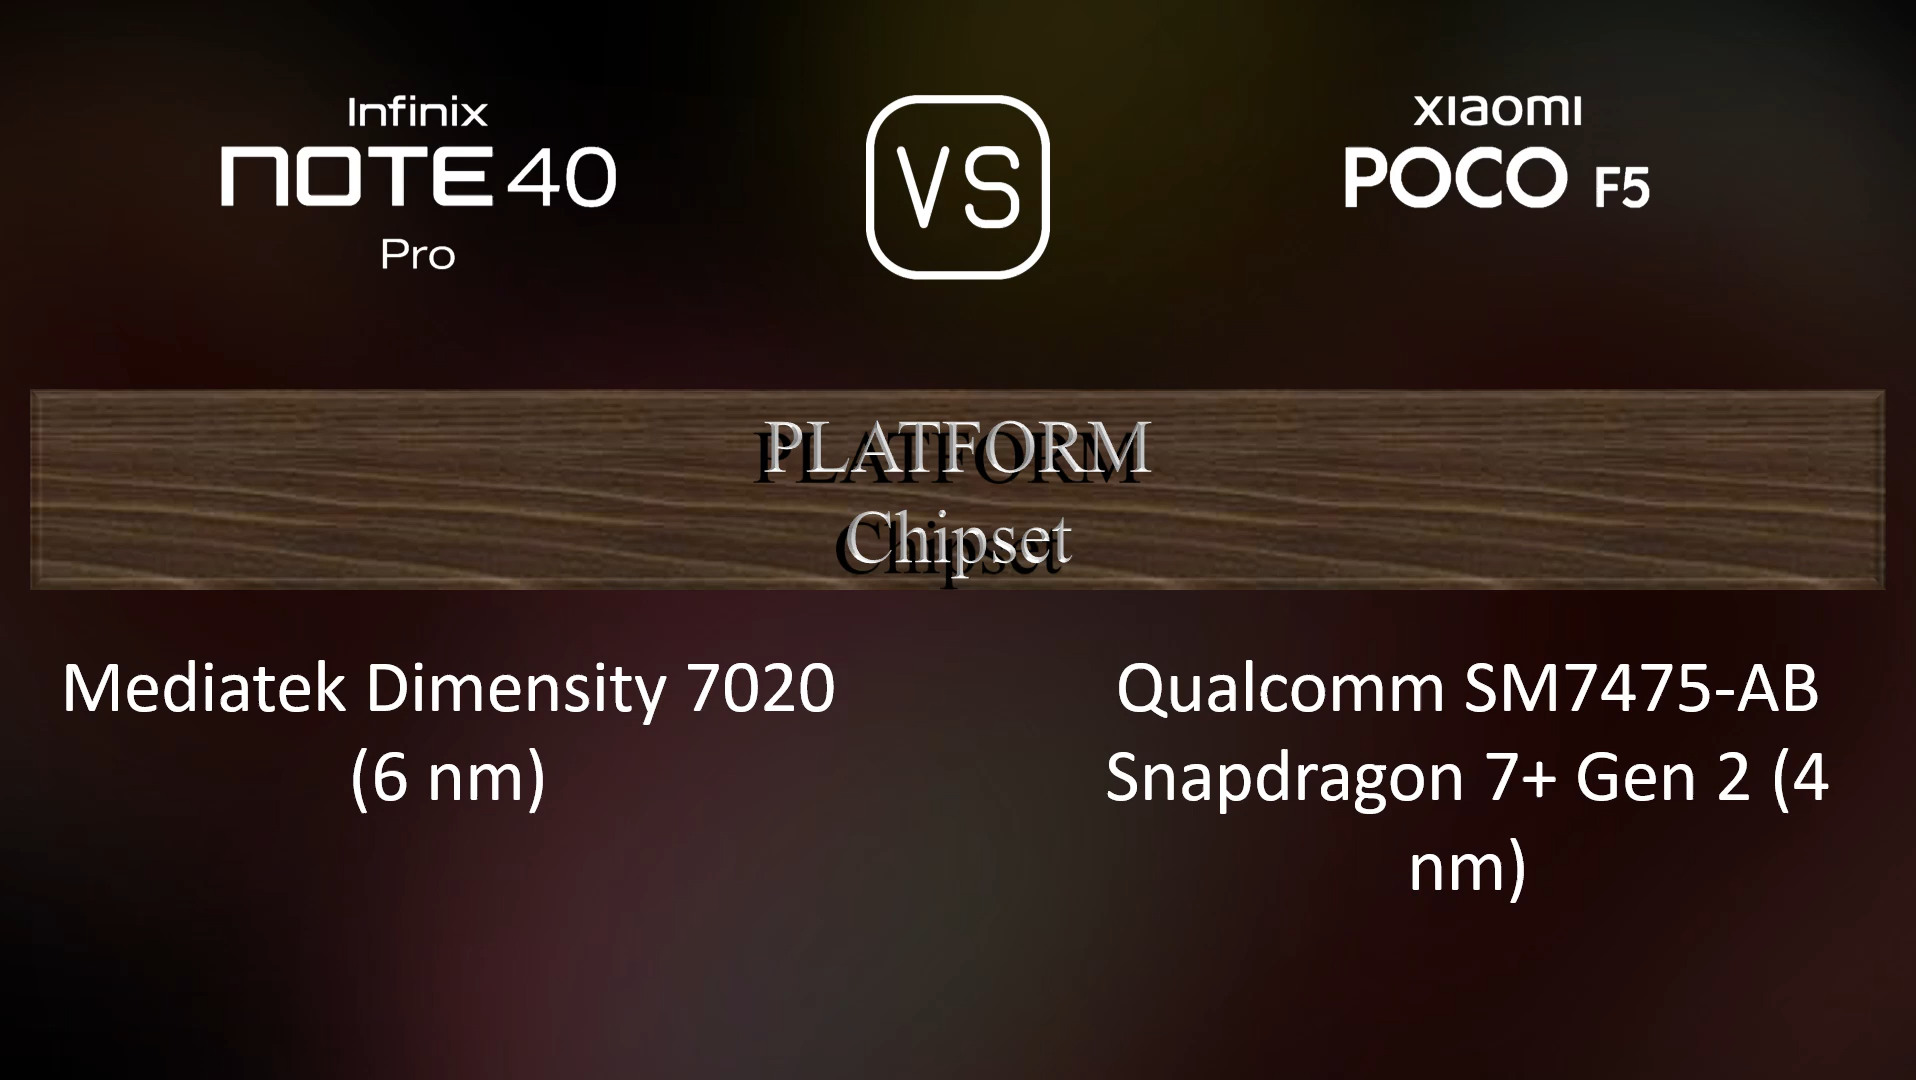 Infinix
NOTE 40
Pro
VS
xiaomi
POCO F5
PLATFORM
Chipset
Mediatek Dimensity 7020
(6 nm)
Qualcomm SM7475-AB
Snapdragon 7+ Gen 2 (4
nm)